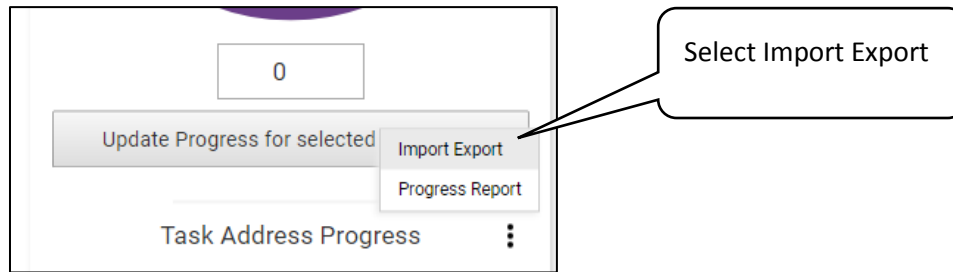 Select Import Export
0
Update Progress for selected
Import Export
Progress Report
Task Address Progress